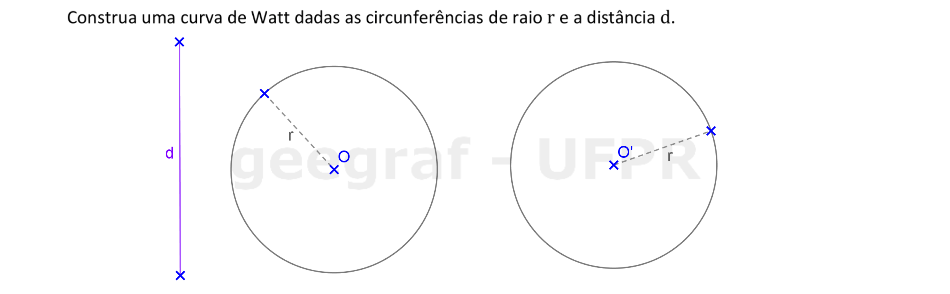 Construa uma curva de Watt dadas as circunferências de raio r e a distância d.
d
r
O
O'
r
geegraf - UFPR